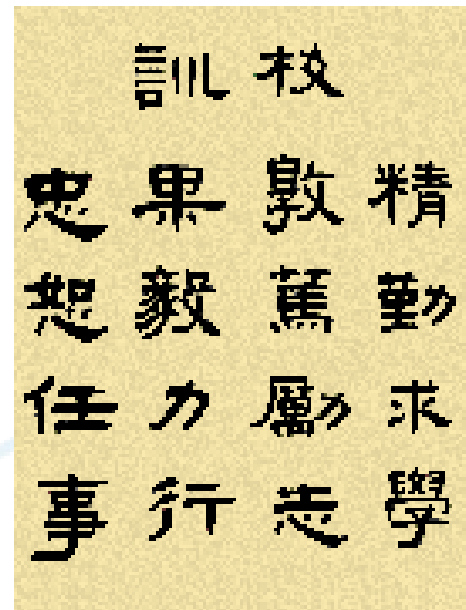 校訓
精勤求學
敦篤勵志
果毅力行
忠恕任事